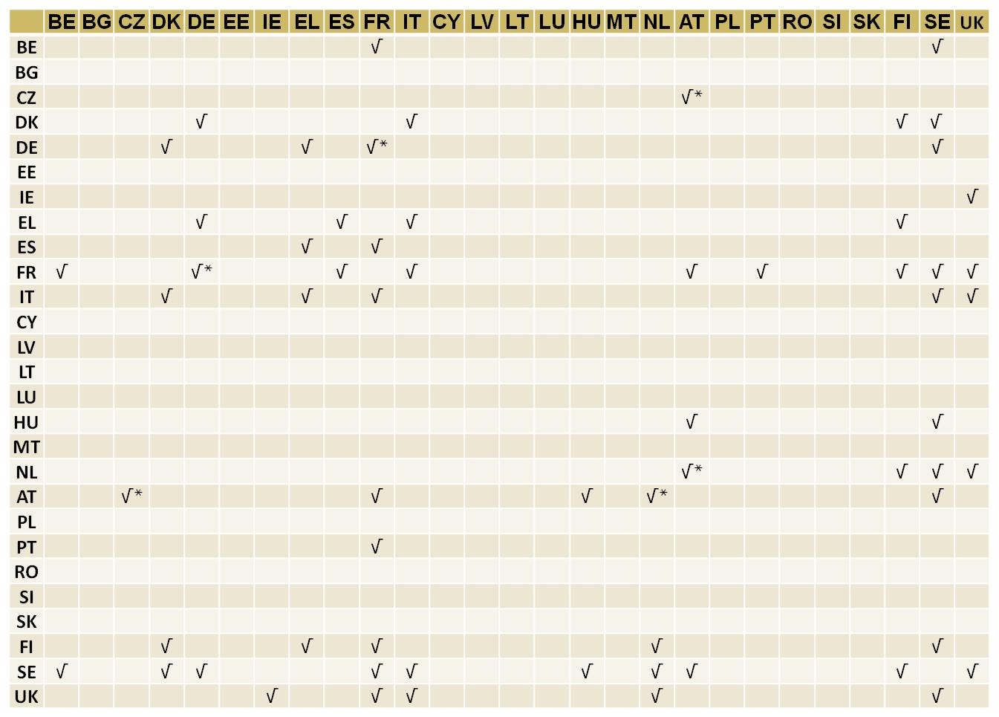 BE BG CZ DK DE EE IE EL ES FR IT CY LV LT LU HU MT NL AT PL PT RO SI SK FI SE UK
BE √ √
BG
CZ √*
DK √ √ √ √
DE √ √ √* √
EE
IE √
EL √ √ √ √
ES √ √
FR √ √* √ √ √ √ √ √ √
IT √ √ √ √ √
CY
LV
LT
LU
HU √ √
MT
NL √* √ √ √
AT √* √ √ √* √
PL
PT √
RO
SI
SK
FI √ √ √ √ √
SE √ √ √ √ √ √ √ √ √ √
UK √ √ √ √ √